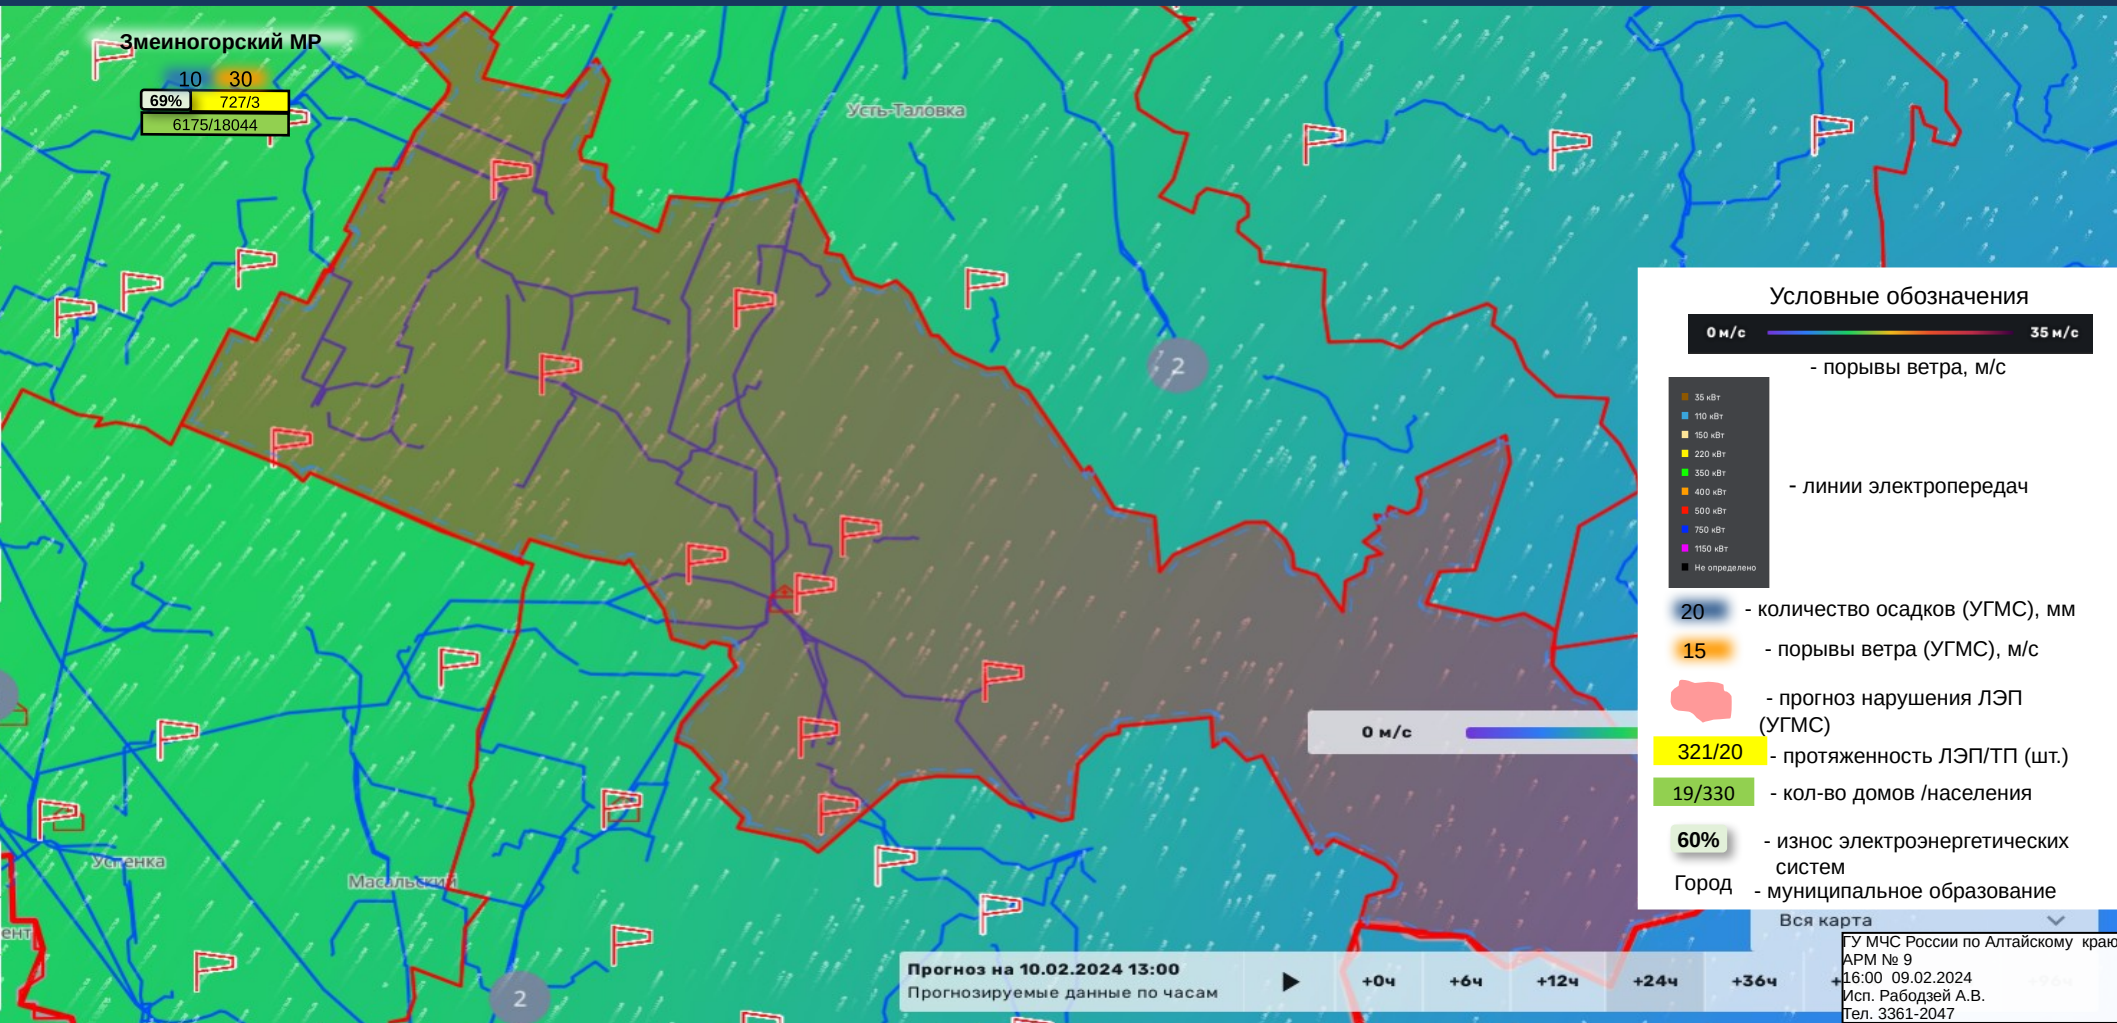 Змеиногорский МР
10 30
69% 727/3
6175/18044
Усть-Таловка
2
Условные обозначения
0 м/с 35 м/с
- порывы ветра, м/с
35 кВт
110 кВт
150 кВт
220 кВт
350 кВт
400 кВт
500 кВт
750 кВт
1150 кВт
Не определено
- линии электропередач
20 - количество осадков (УГМС), мм
15 - порывы ветра (УГМС), м/с
- прогноз нарушения ЛЭП
(УГМС)
0 м/с
321/20 - протяженность ЛЭП/ТП (шт.)
19/330 - кол-во домов /населения
60% - износ электроэнергетических
систем
Город - муниципальное образование
Успенка
Масальский
ент
2
Вся карта
Прогноз на 10.02.2024 13:00
Прогнозируемые данные по часам
+0ч +6ч +12ч +24ч +36ч +
ГУ МЧС России по Алтайскому краю
АРМ № 9
16:00 09.02.2024
Исп. Рабодзей А.В.
Тел. 3361-2047